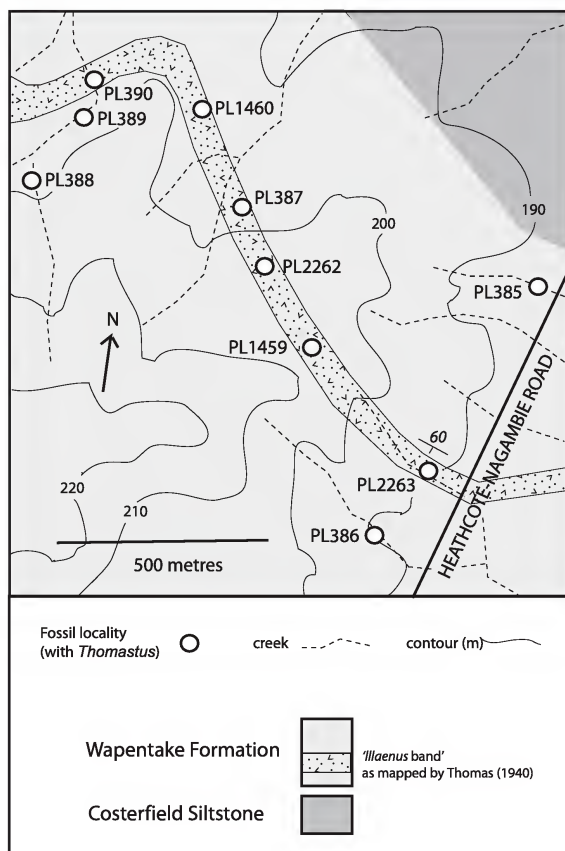 PL390
PL389
PL1460
PL388
PL387
200
190
PL2262
PL385
N
PL1459
60
PL2263
HEATHCOTE-NAGAMBIE ROAD
220
210
PL386
500 metres
Fossil locality
(with Thomastus)
creek
contour (m)
Wapentake Formation
'Illaenus band'
as mapped by Thomas (1940)
Costerfield Siltstone